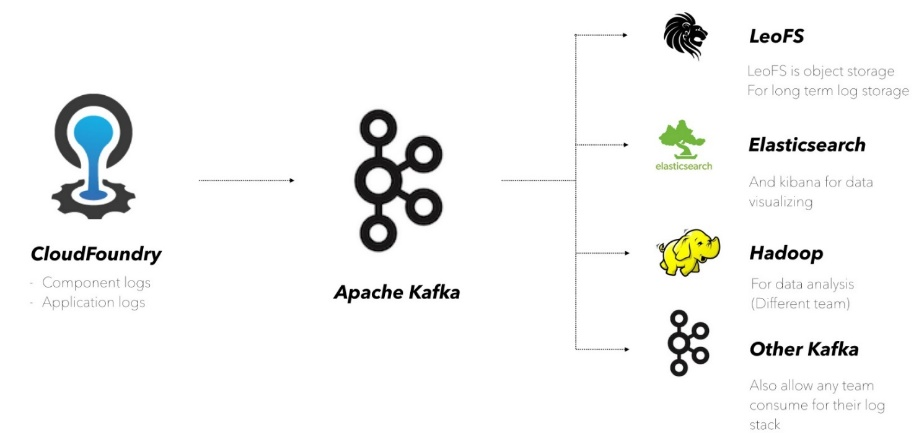 CloudFoundry
- Component logs
- Application logs
Apache Kafka
LeoFS
LeoFS is object storage
For long term log storage
elasticsearch
Elasticsearch
And kibana for data
visualizing
Hadoop
For data analysis
(Different team)
Other Kafka
Also allow any team
consume for their log
stack